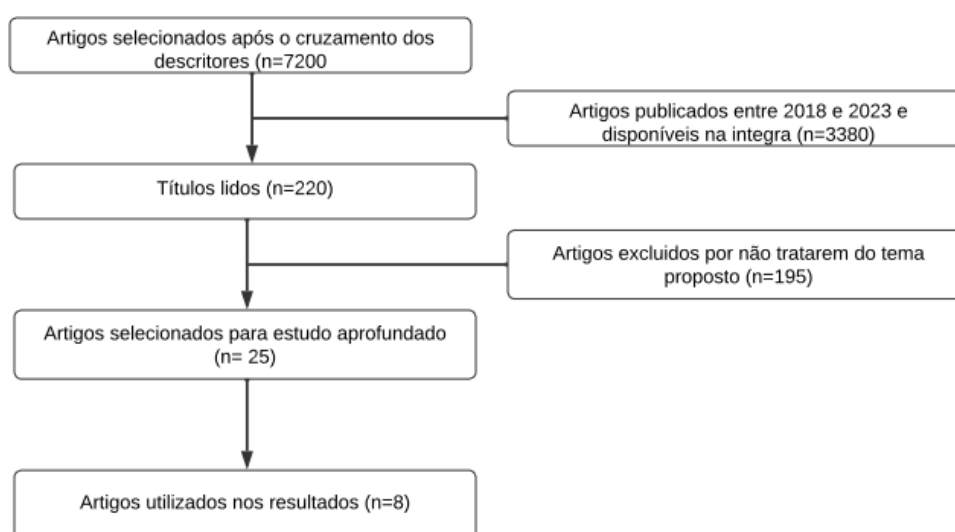 Artigos selecionados após o cruzamento dos
descritores (n=7200
Artigos publicados entre 2018 e 2023 e
disponíveis na integra (n=3380)
Títulos lidos (n=220)
Artigos excluidos por não tratarem do tema
proposto (n=195)
Artigos selecionados para estudo aprofundado
(n= 25)
Artigos utilizados nos resultados (n=8)